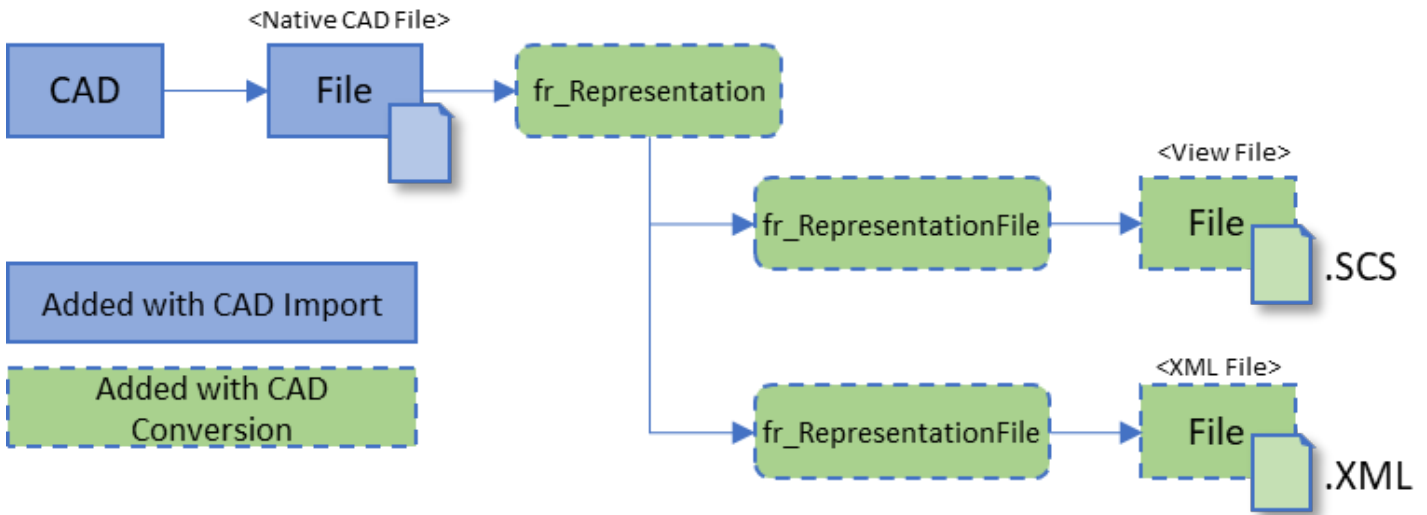 <Native CAD File>
CAD
File
fr_Representation
<View File>
fr_RepresentationFile
File
.SCS
Added with CAD Import
<XML File>
Added with CAD
Conversion
fr_RepresentationFile
File
.XML